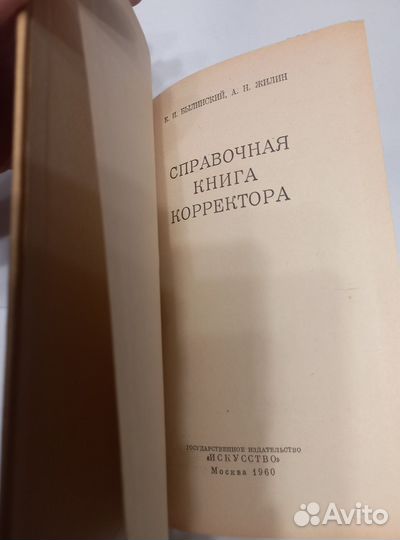 К. И. БЫЛИНСКИЙ, А. Н. ЖИЛИН
СПРАВОЧНАЯ
КНИГА
КОРРЕКТОРА
ГОСУДАРСТВЕННОЕ ИЗДАТЕЛЬСТВО
«ИСКУССТВО»
Москва 1960
Avito